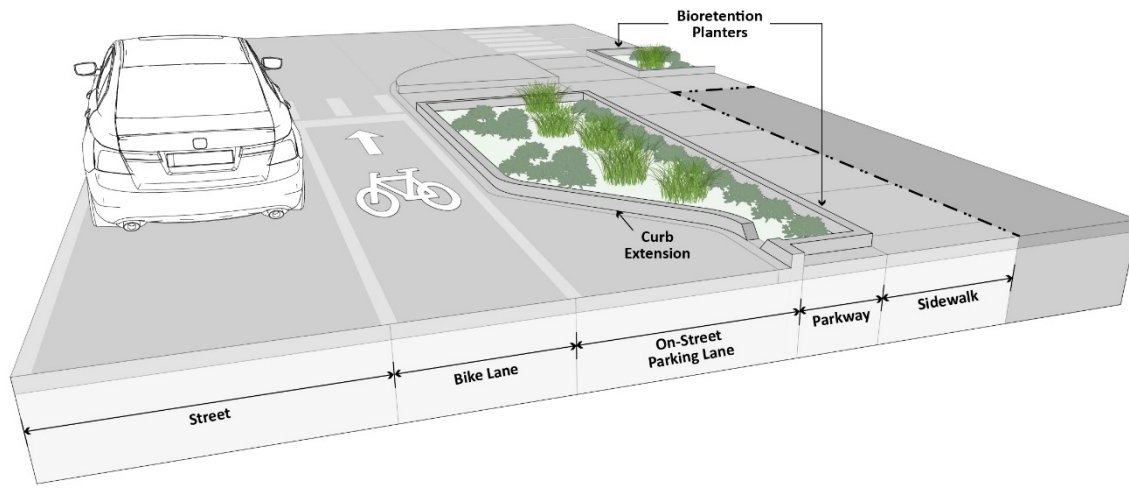 Bioretention
Planters
Curb
Extension
Street
Bike Lane
On-Street
Parking Lane
Parkway
Sidewalk